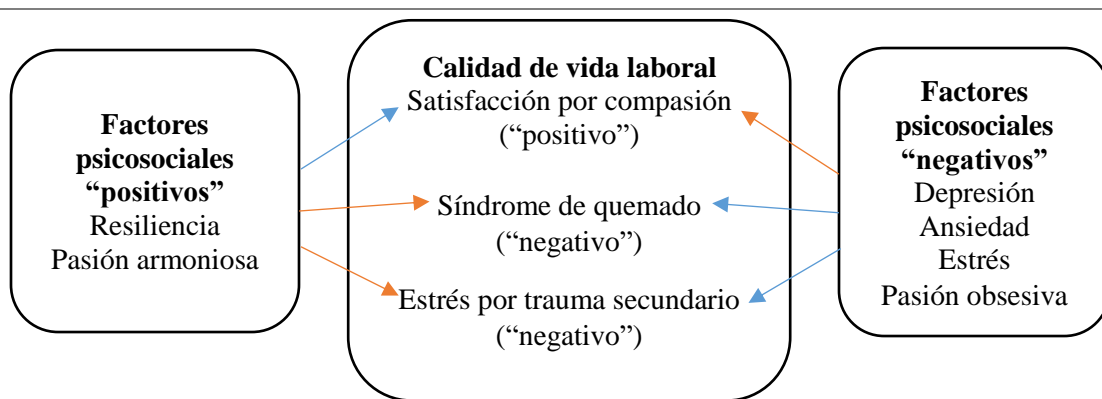 Factores
psicosociales
“positivos”
Resiliencia
Pasión armoniosa
Calidad de vida laboral
Satisfacción por compasión
(“positivo”)
Síndrome de quemado
(“negativo”)
Estrés por trauma secundario
(“negativo”)
Factores
psicosociales
“negativos”
Depresión
Ansiedad
Estrés
Pasión obsesiva